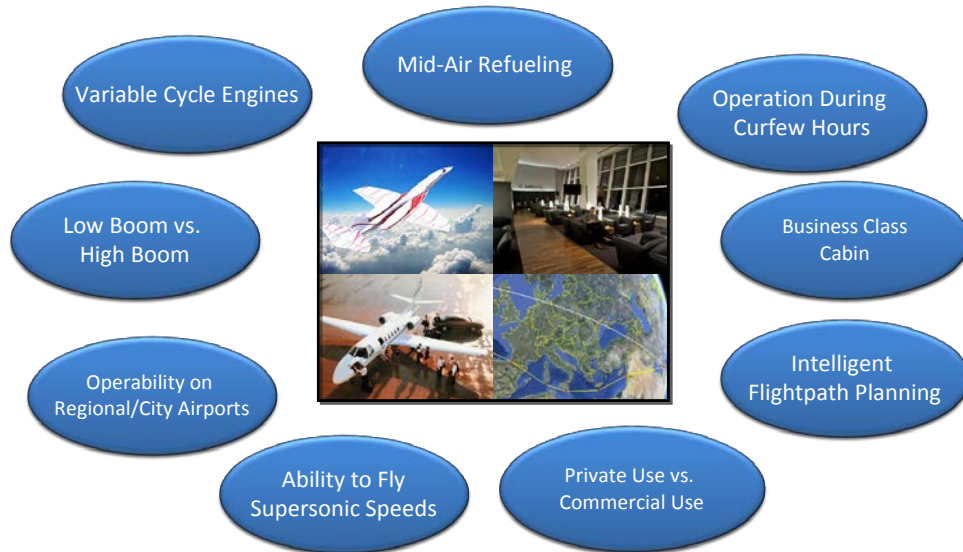 Mid-Air Refueling
Variable Cycle Engines
Operation During
Curfew Hours
Low Boom vs.
High Boom
Business Class
Cabin
Operability on
Regional/City Airports
Intelligent
Flightpath Planning
Ability to Fly
Supersonic Speeds
Private Use vs.
Commercial Use